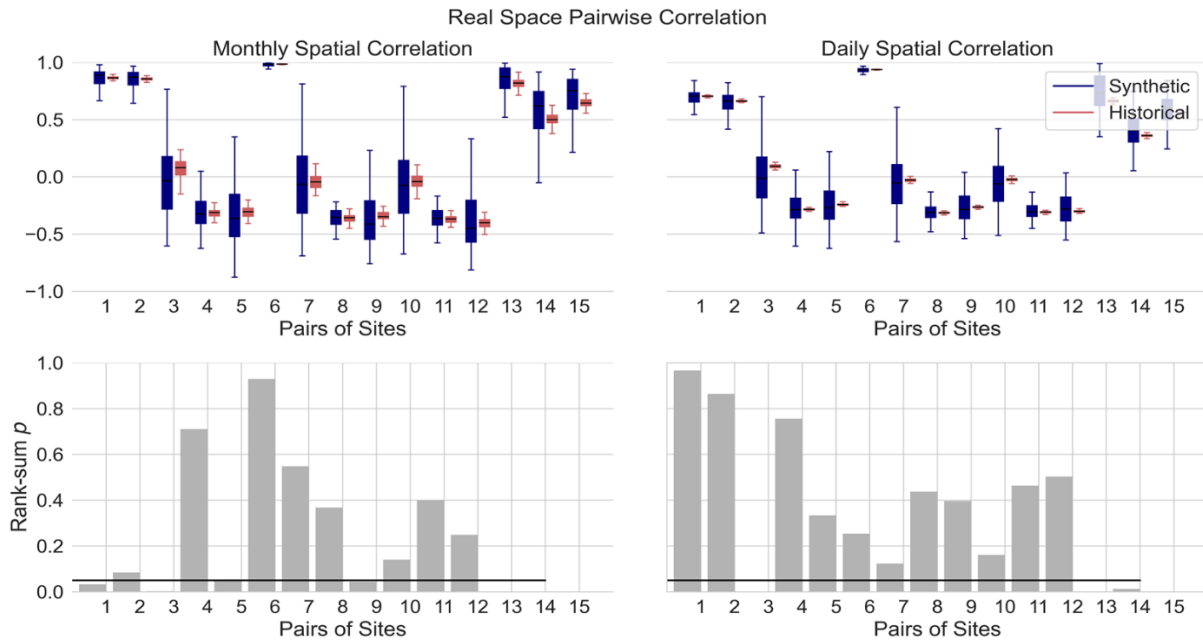 Real Space Pairwise Correlation
Monthly Spatial Correlation
1.0
0.5
0.0
−0.5
−1.0
1 2 3 4 5 6 7 8 9 10 11 12 13 14 15
Pairs of Sites
Daily Spatial Correlation
Synthetic
Historical
1 2 3 4 5 6 7 8 9 10 11 12 13 14 15
Pairs of Sites
Rank-sum p
1.0
0.8
0.6
0.4
0.2
0.0
1 2 3 4 5 6 7 8 9 10 11 12 13 14 15
Pairs of Sites
1 2 3 4 5 6 7 8 9 10 11 12 13 14 15
Pairs of Sites